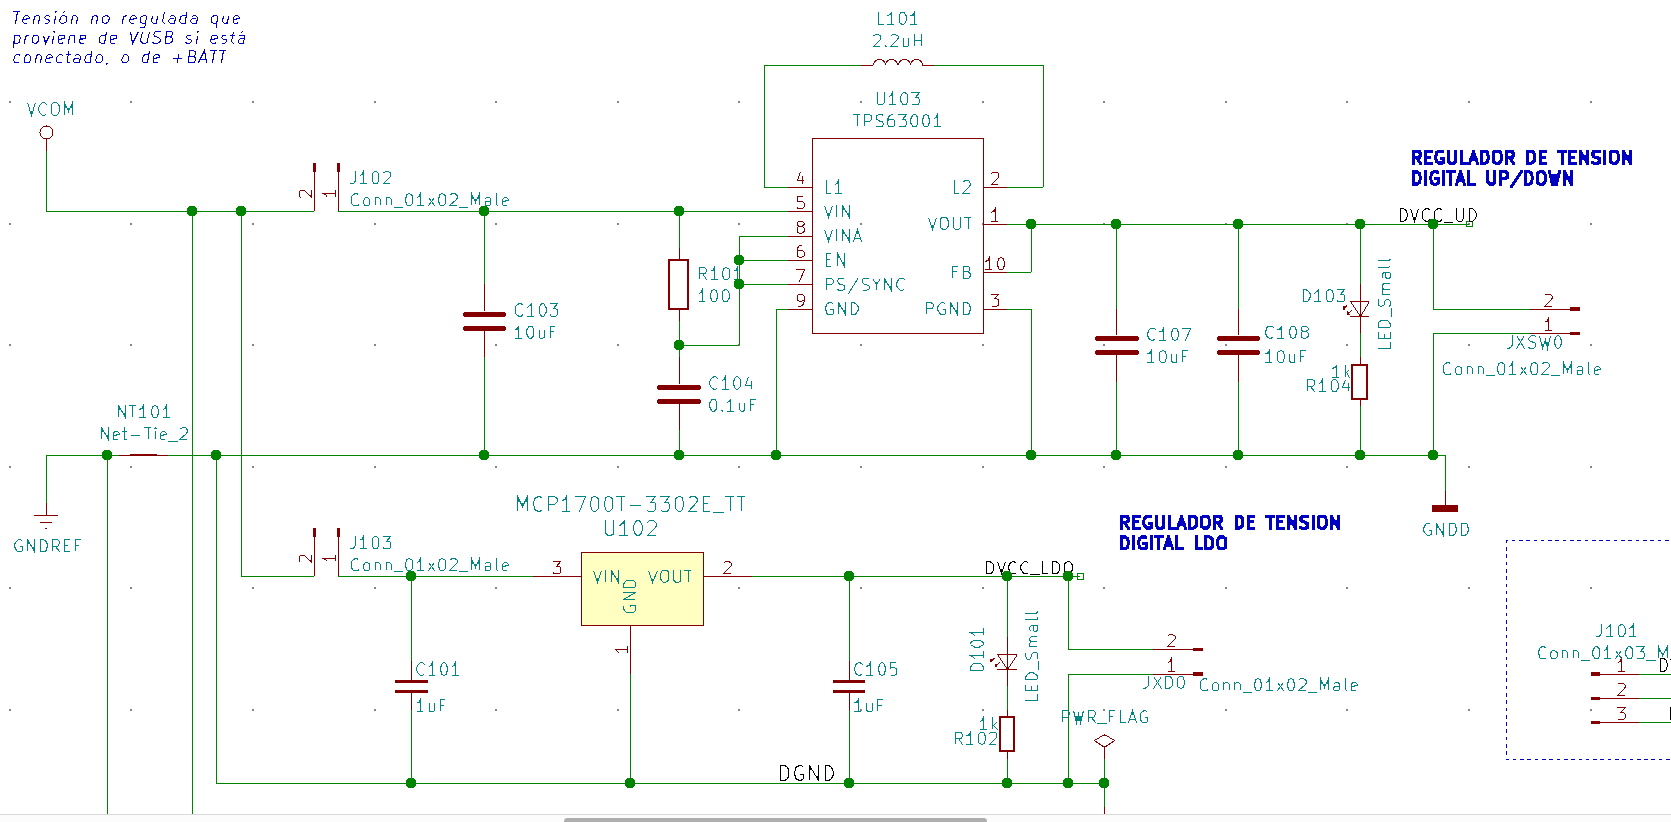 Tensión no regulada que
proviene de VUSB si está
conectado, o de +BATT
VCOM
L101
2.2uH
U103
TPS63001
4 L1
5 VIN
8 VINA
6 EN
7 PS/SYNC
9 GND
L2 2
VOUT 1
FB 10
PGND 3
J102
Conn_01x02_Male
2 1
R101
100
C103
10uF
C104
0.1uF
REGULADOR DE TENSION
DIGITAL UP/DOWN
DVCC_UD
C107
10uF
C108
10uF
D103
LED_Small
1k
R104
2
1
JXSW0
Conn_01x02_Male
NT101
Net-Tie_2
GNDREF
GNDD
MCP1700T-3302E_TT
U102
J103
Conn_01x02_Male
2 1
3 VIN VOUT 2
GND
1
REGULADOR DE TENSION
DIGITAL LDO
DVCC_LDO
C101
1uF
C105
1uF
D101
LED_Small
1k
R102
2
1
JXD0 Conn_01x02_Male
PWR_FLAG
DGND
J101
Conn_01x03_M
1
2
3